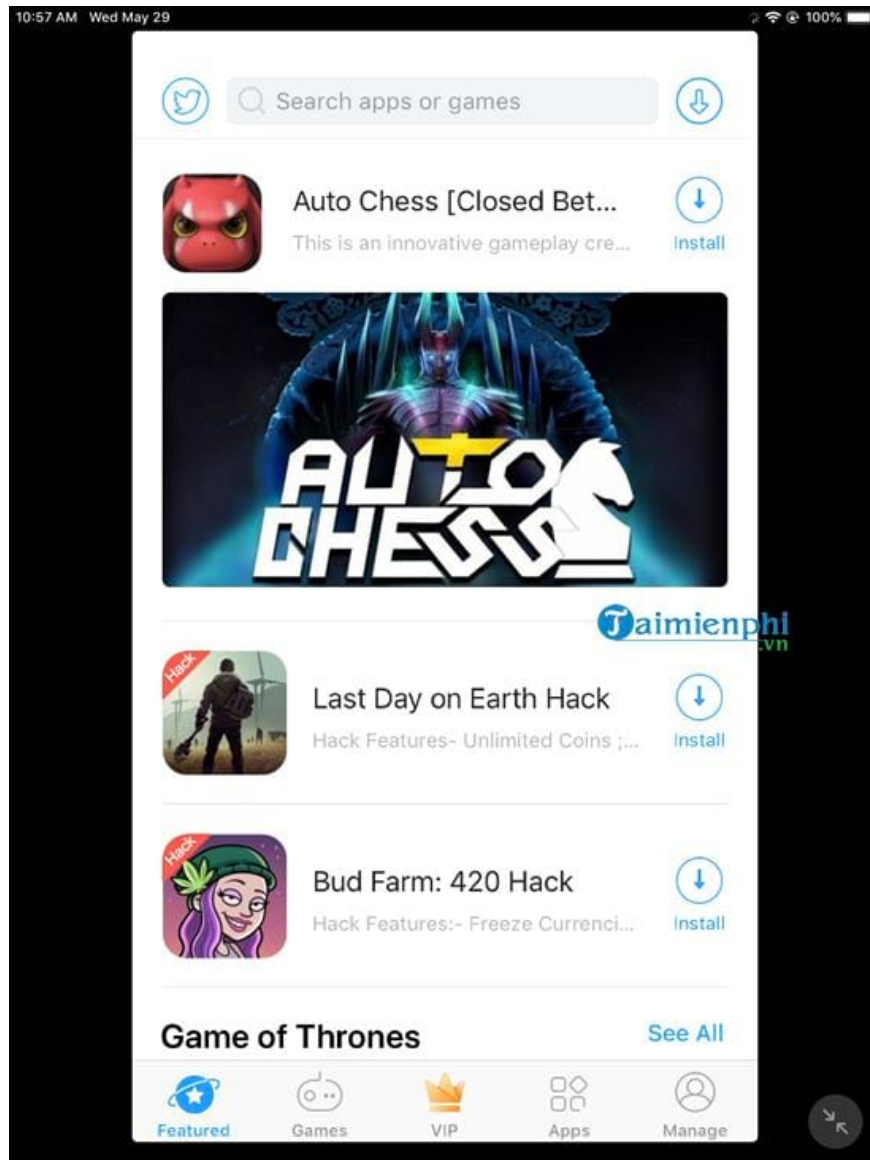 10:57 AM Wed May 29
100%
Search apps or games
Auto Chess [Closed Bet...
This is an innovative gameplay cre...
Install
AUTO
CHESS
Taimienphi
.vn
Hack
Last Day on Earth Hack
Hack Features- Unlimited Coins ;...
Install
Hack
Bud Farm: 420 Hack
Hack Features:- Freeze Currenci...
Install
Game of Thrones
See All
Featured
Games
VIP
Apps
Manage